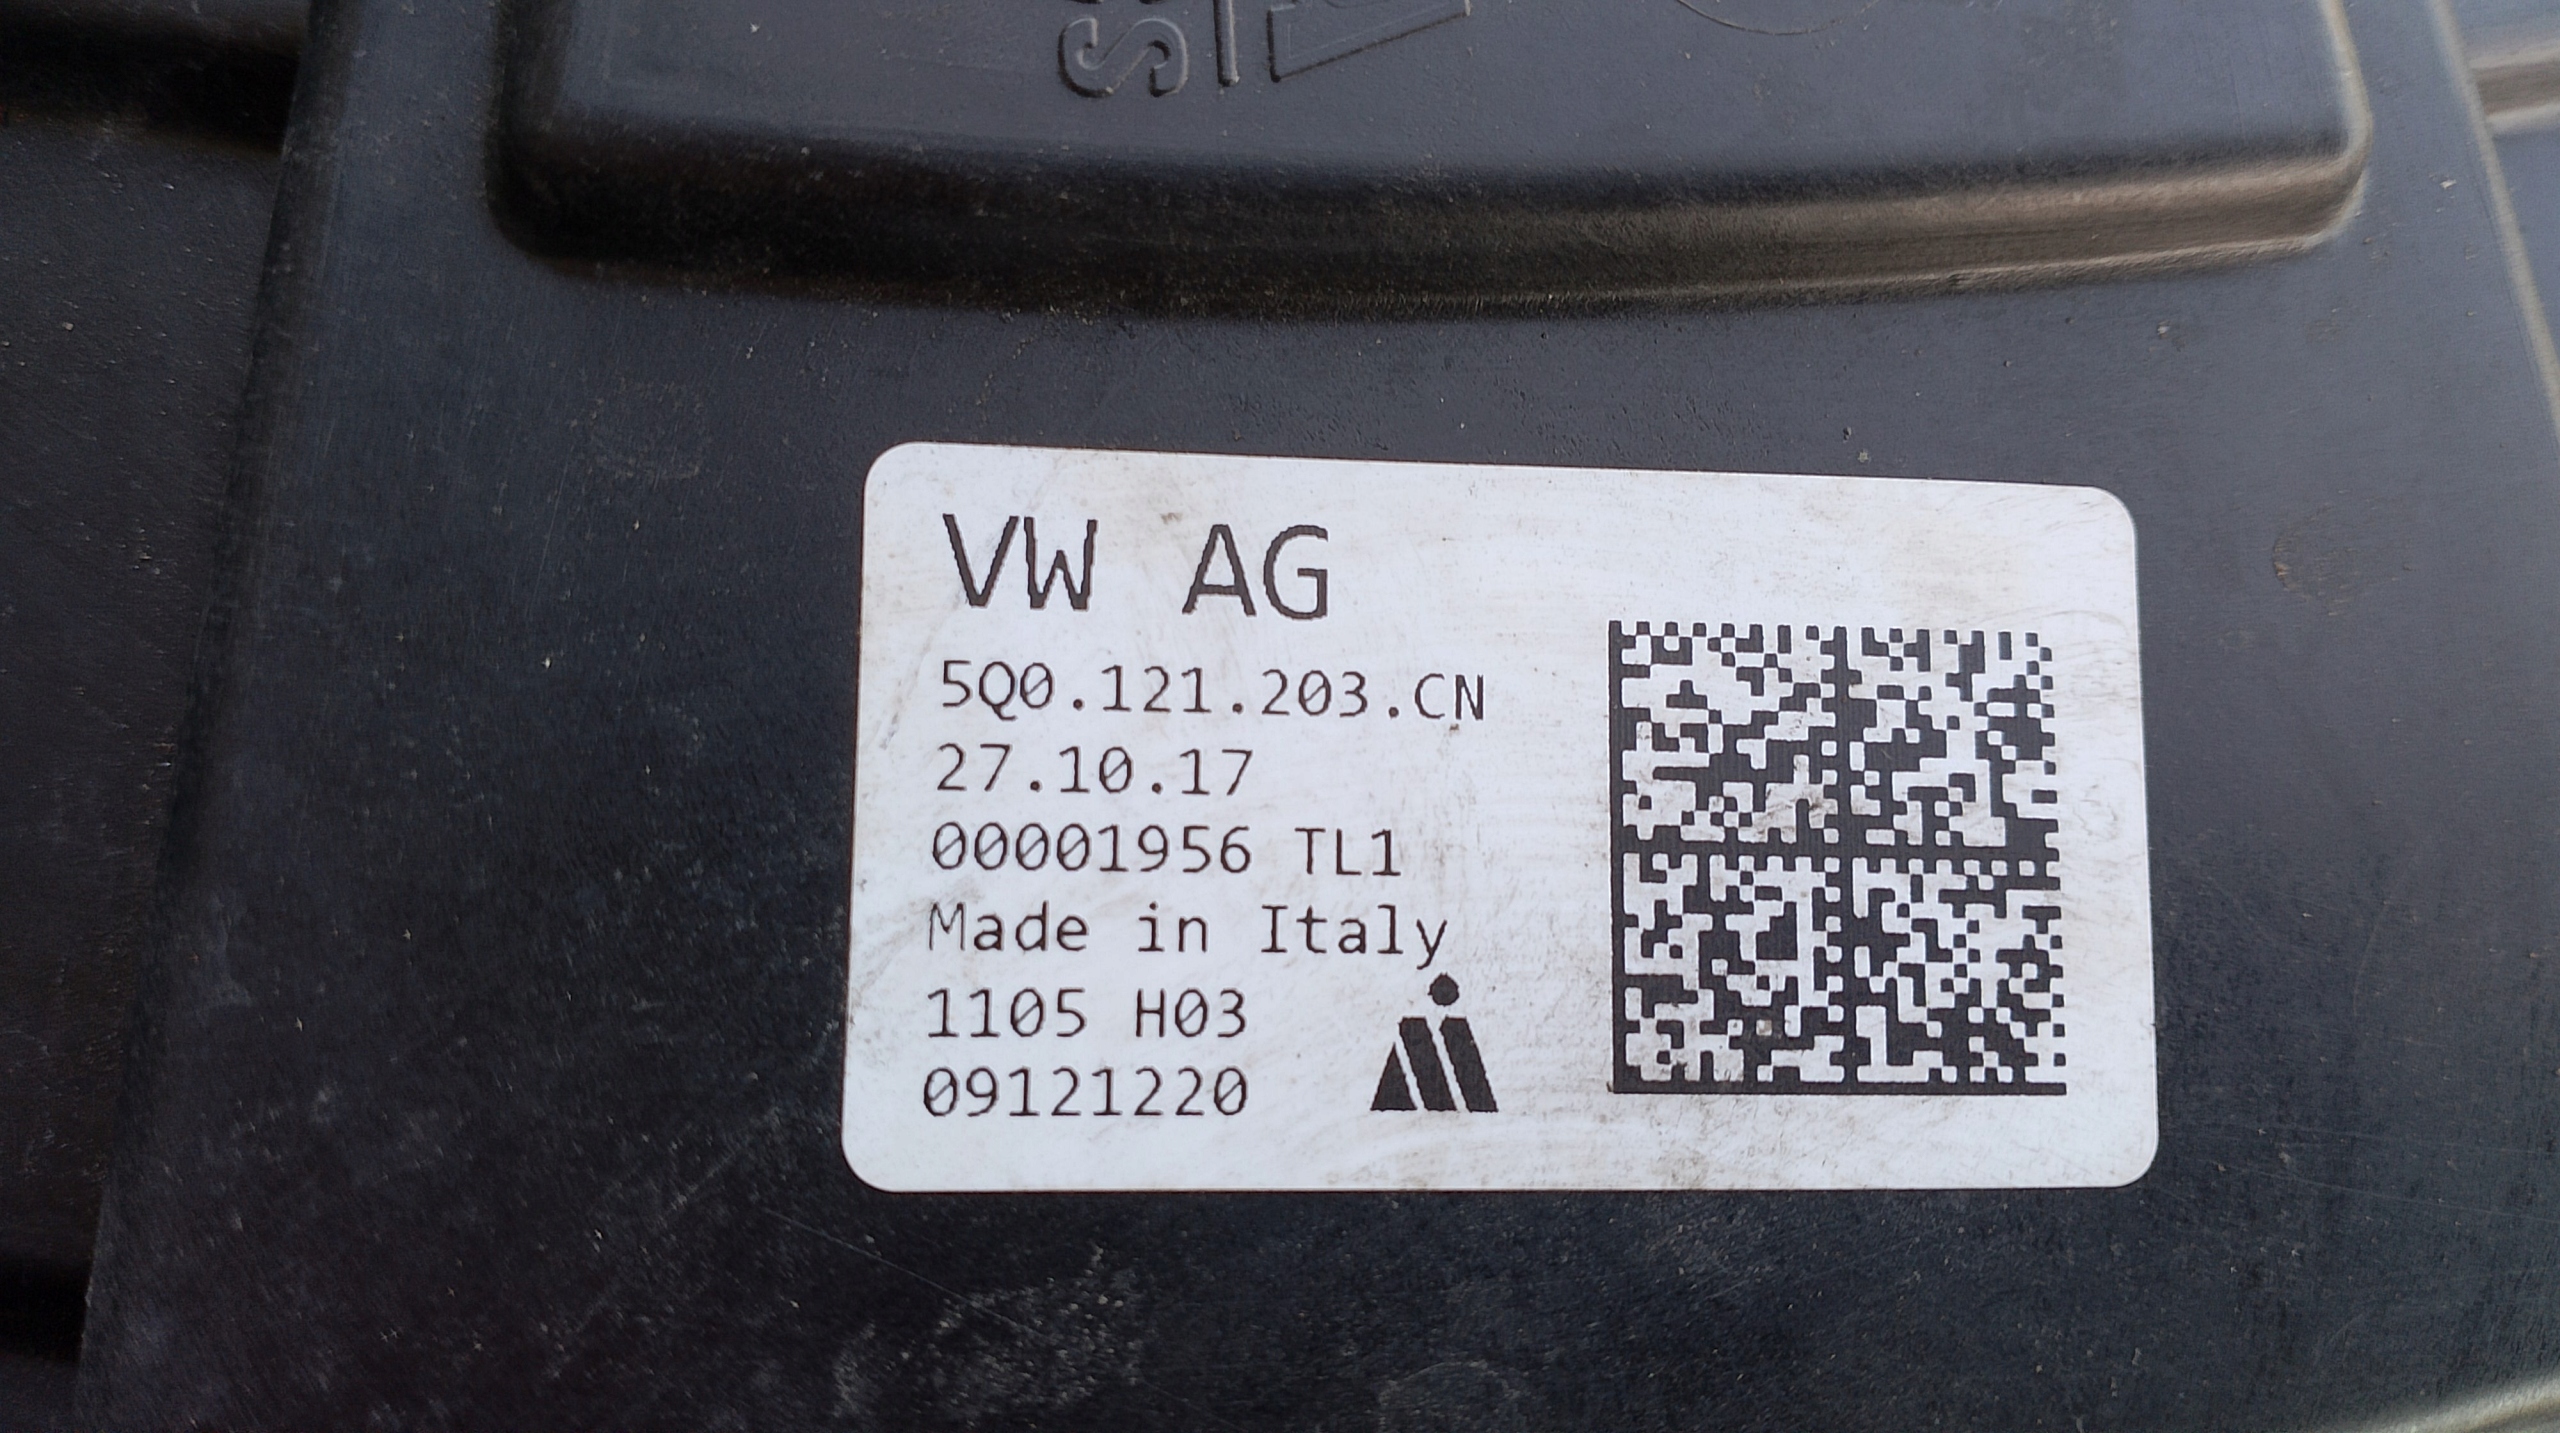 VW AG
5Q0.121.203.CN
27.10.17
00001956 TL1
Made in Italy
1105 H03
09121220